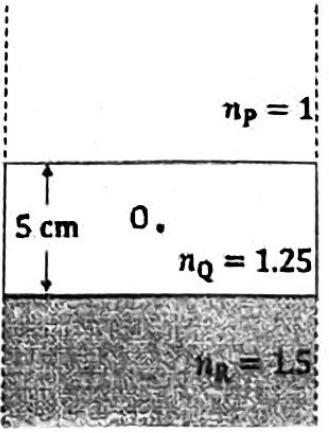 n_P = 1
5 cm
O
n_Q = 1.25
n_R = 1.5